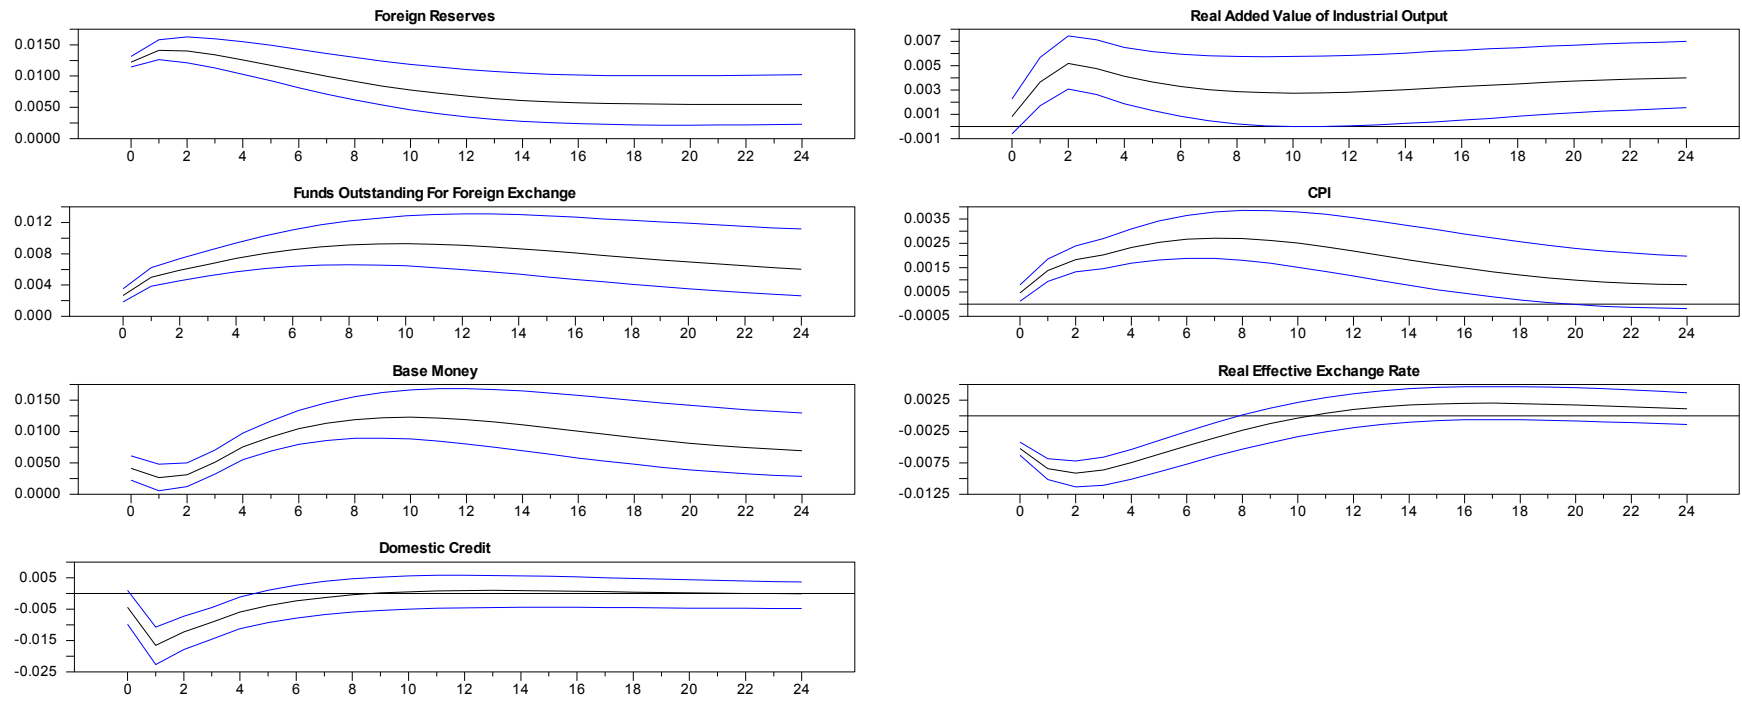 Foreign Reserves
0.0150
0.0100
0.0050
0.0000
0 2 4 6 8 10 12 14 16 18 20 22 24
Real Added Value of Industrial Output
0.007
0.005
0.003
0.001
-0.001
0 2 4 6 8 10 12 14 16 18 20 22 24
Funds Outstanding For Foreign Exchange
0.012
0.008
0.004
0.000
0 2 4 6 8 10 12 14 16 18 20 22 24
CPI
0.0035
0.0025
0.0015
0.0005
-0.0005
0 2 4 6 8 10 12 14 16 18 20 22 24
Base Money
0.0150
0.0100
0.0050
0.0000
0 2 4 6 8 10 12 14 16 18 20 22 24
Real Effective Exchange Rate
0.0025
-0.0025
-0.0075
-0.0125
0 2 4 6 8 10 12 14 16 18 20 22 24
Domestic Credit
0.005
-0.005
-0.015
-0.025
0 2 4 6 8 10 12 14 16 18 20 22 24